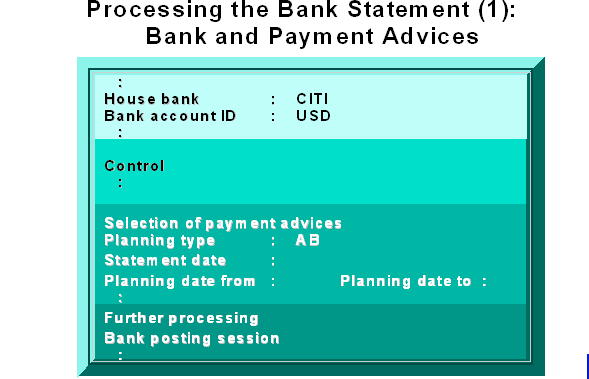 Processing the Bank Statement (1):
Bank and Payment Advices
:
House bank : CITI
Bank account ID : USD
:
Control
:
Selection of payment advices
Planning type : AB
Statement date :
Planning date from : Planning date to :
:
Further processing
Bank posting session
: